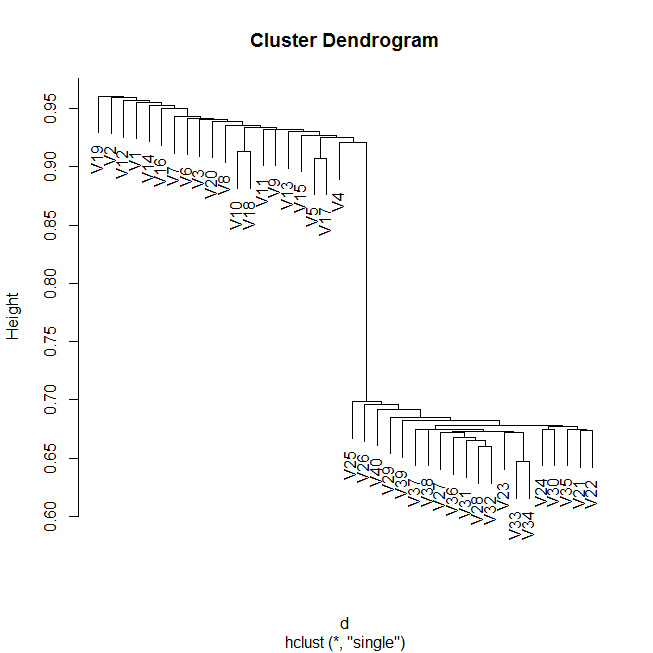 Cluster Dendrogram
Height
0.95
0.90
0.85
0.80
0.75
0.70
0.65
0.60
V19
V2
V12
V1
V14
V16
V7
V6
V3
V20
V8
V10
V18
V11
V9
V13
V15
V5
V17
V4
V25
V26
V40
V29
V39
V37
V38
V27
V36
V31
V28
V32
V23
V33
V34
V24
V30
V35
V21
V22
d
hclust (*, "single")